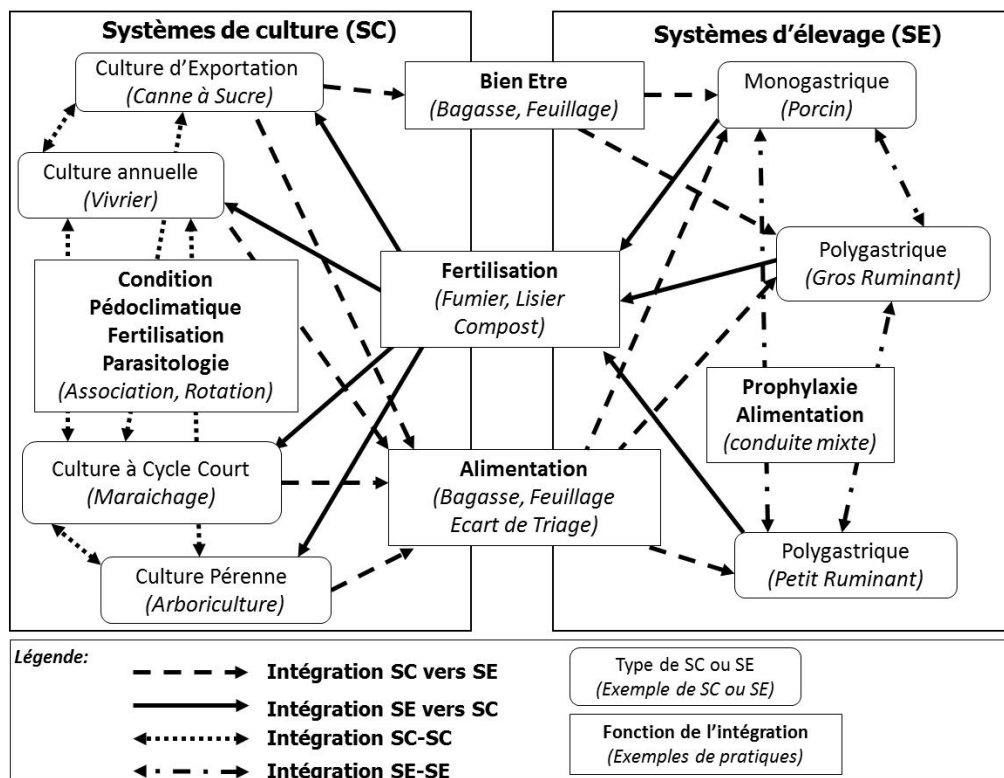 Systèmes de culture (SC)
Culture d'Exportation
(Canne à Sucre)
Culture annuelle
(Vivrier)
Condition
Pédoclimatique
Fertilisation
Parasitologie
(Association, Rotation)
Culture à Cycle Court
(Maraichage)
Culture Pérenne
(Arboriculture)
Bien Etre
(Bagasse, Feuillage)
Fertilisation
(Fumier, Lisier
Compost)
Alimentation
(Bagasse, Feuillage
Ecart de Triage)
Systèmes d'élevage (SE)
Monogastrique
(Porcin)
Polygastrique
(Gros Ruminant)
Prophylaxie
Alimentation
(conduite mixte)
Polygastrique
(Petit Ruminant)
Légende:
Intégration SC vers SE
Intégration SE vers SC
Intégration SC-SC
Intégration SE-SE
Type de SC ou SE
(Exemple de SC ou SE)
Fonction de l'intégration
(Exemples de pratiques)